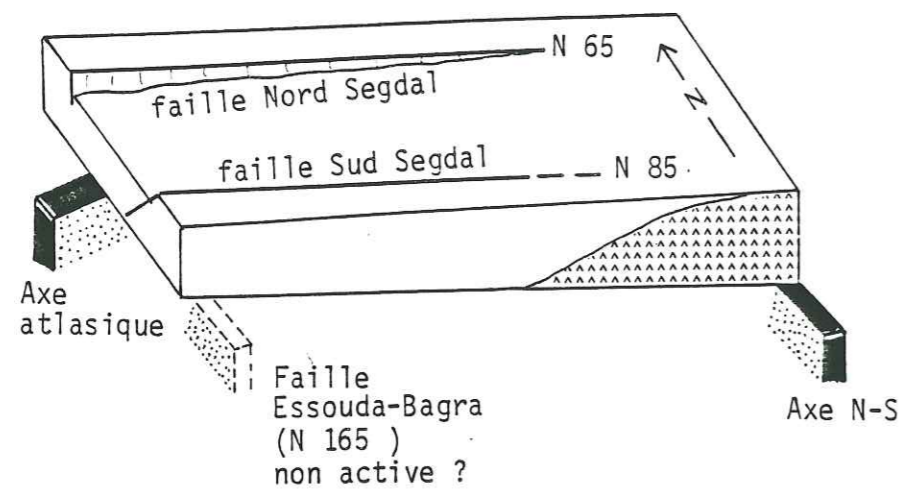 N 65
faille Nord Segdal
N
faille Sud Segdal
N 85
Axe
atlasique
Faille
Essouda-Bagra
(N 165 )
non active ?
Axe N-S